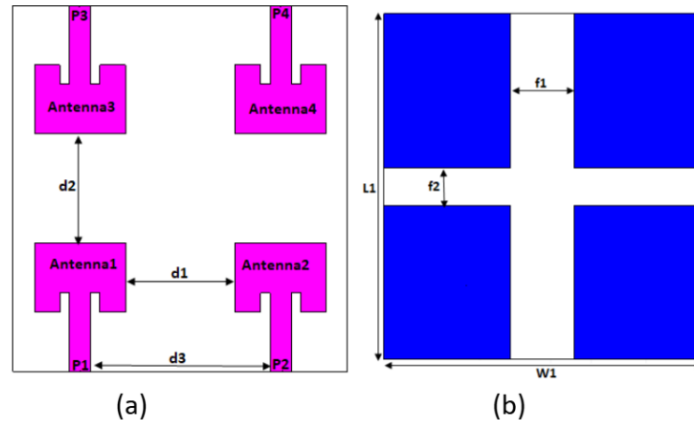 P3 P4
Antenna3 Antenna4
d2
Antenna1 Antenna2
d1
P1 d3 P2
(a)
f1
L1
f2
W1
(b)